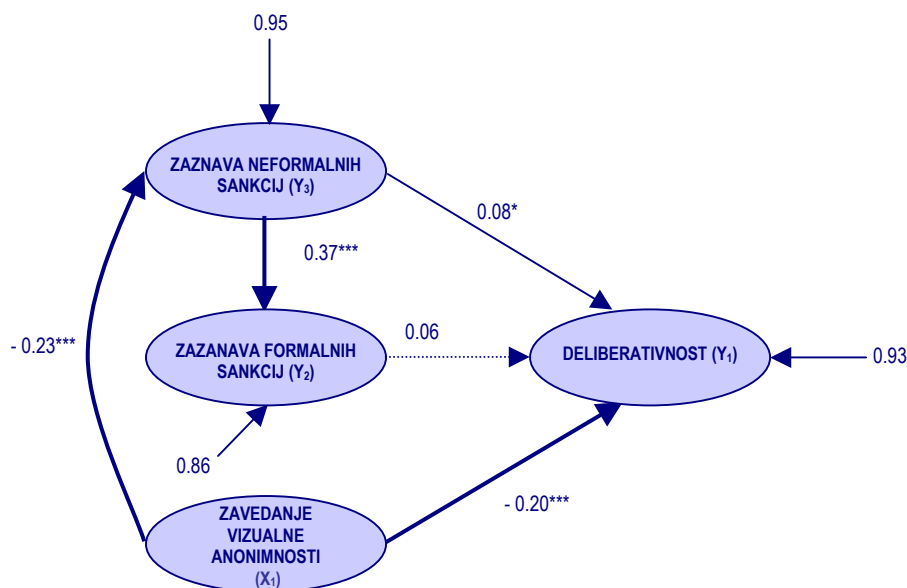 0.95
ZAZNAVA NEFORMALNIH
SANKCIJ (Y₃)
0.08*
0.37***
- 0.23***
ZAZANAVA FORMALNIH
SANKCIJ (Y₂)
0.06
DELIBERATIVNOST (Y₁)
0.93
0.86
- 0.20***
ZAVEDANJE
VIZUALNE
ANONIMNOSTI
(X₁)